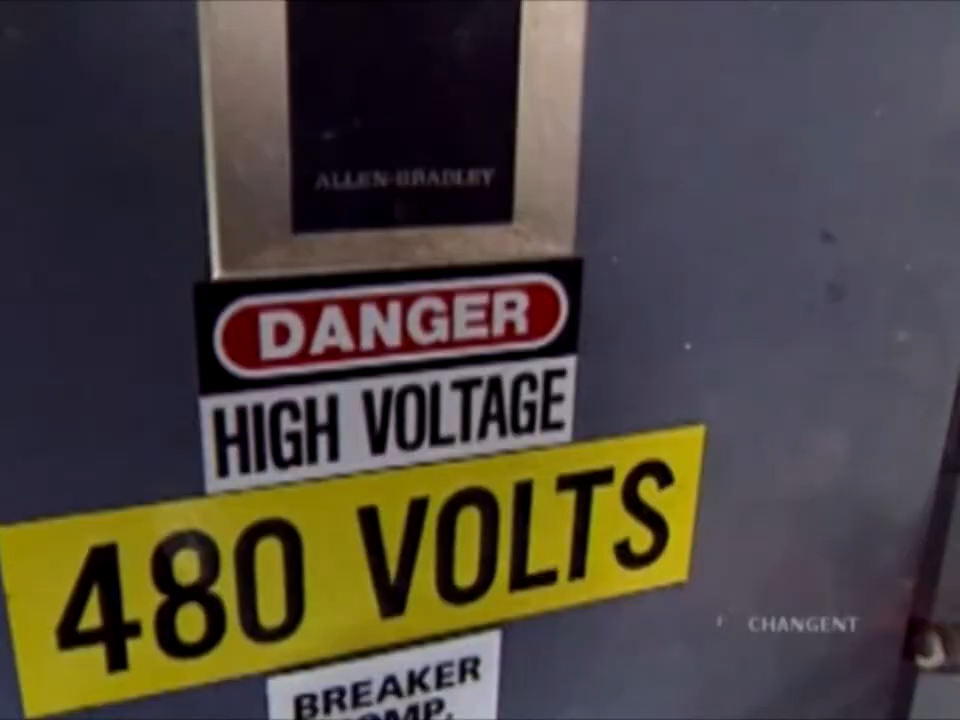 ALLEN-BRADLEY
DANGER
HIGH VOLTAGE
480 VOLTS
CHANGENT
BREAKER